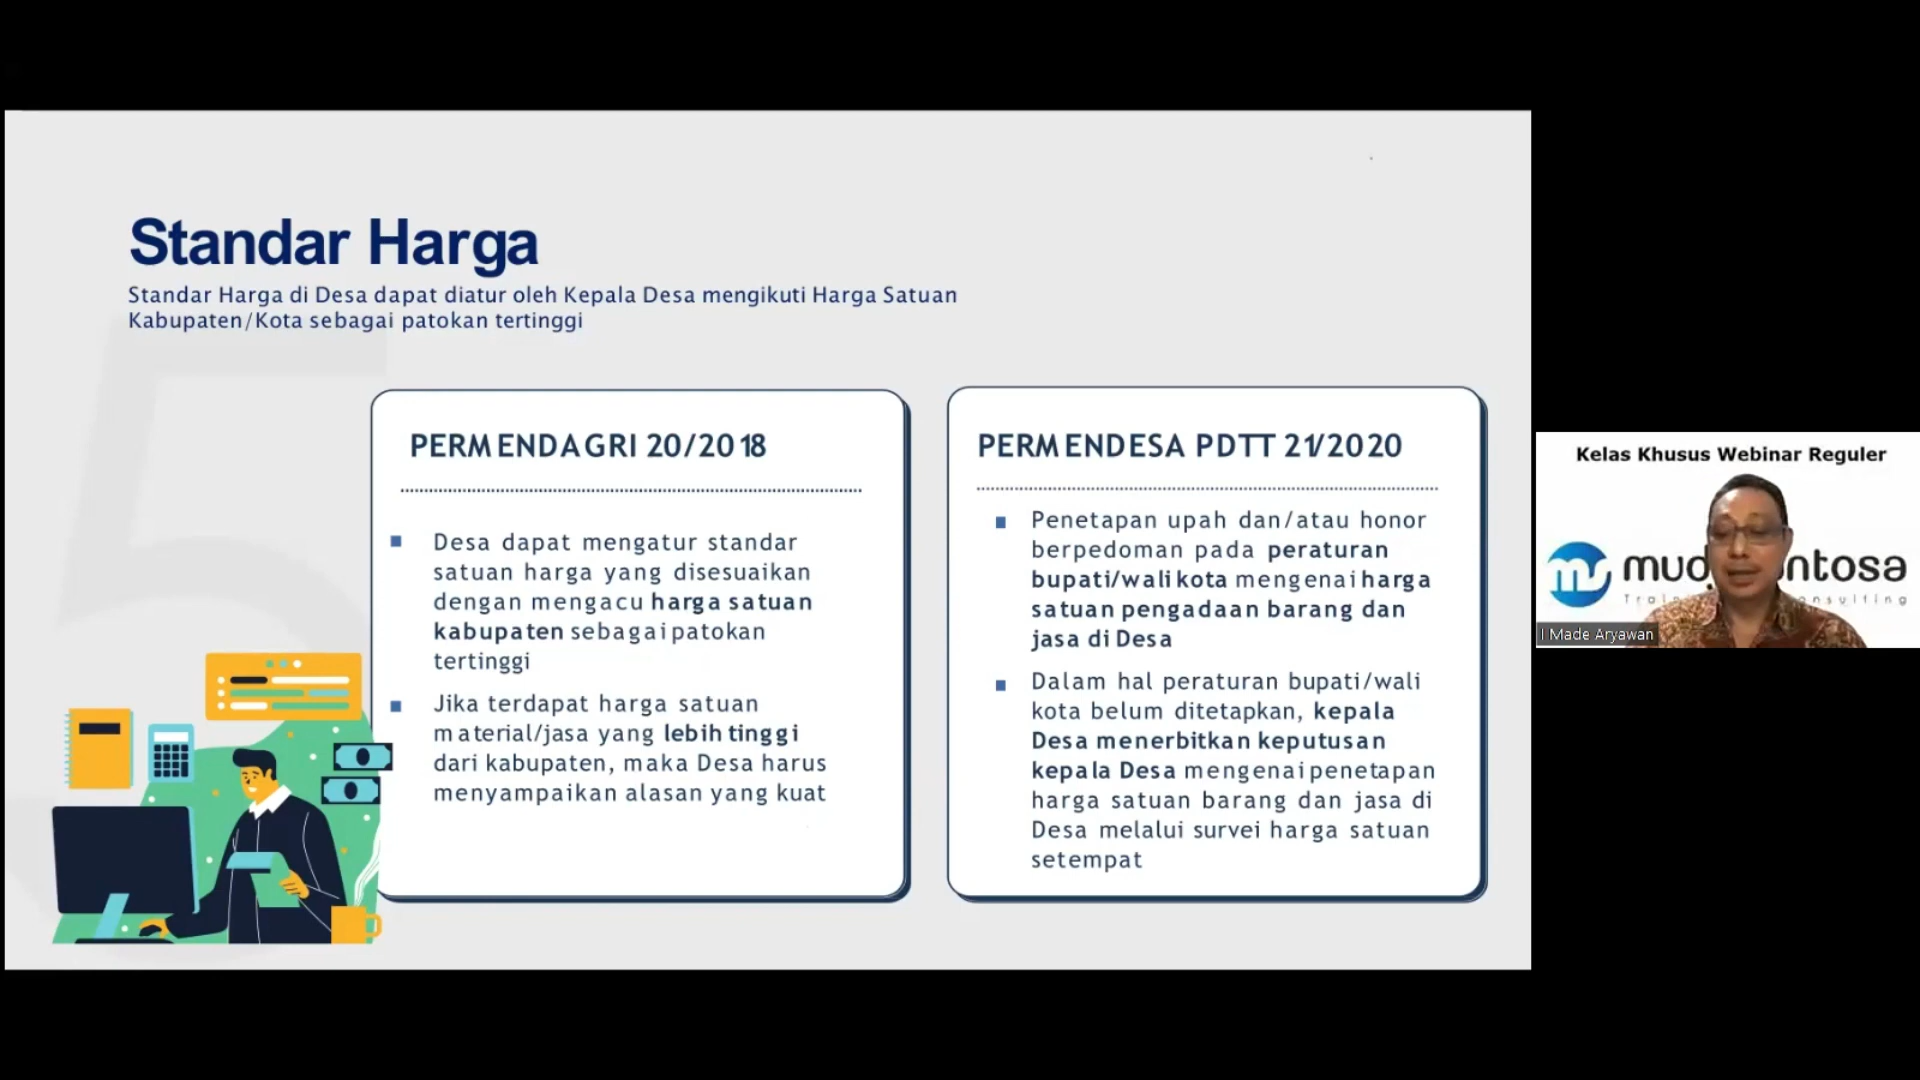 Standar Harga
Standar Harga di Desa dapat diatur oleh Kepala Desa mengikuti Harga Satuan
Kabupaten/Kota sebagai patokan tertinggi
PERMENDAGRI 20/2018
Desa dapat mengatur standar
satuan harga yang disesuaikan
dengan mengacu harga satuan
kabupaten sebagai patokan
tertinggi
Jika terdapat harga satuan
material/jasa yang lebih tinggi
dari kabupaten, maka Desa harus
menyampaikan alasan yang kuat
PERMENDESA PDTT 21/2020
Penetapan upah dan/atau honor
berpedoman pada peraturan
bupati/wali kota mengenai harga
satuan pengadaan barang dan
jasa di Desa
Dalam hal peraturan bupati/wali
kota belum ditetapkan, kepala
Desa menerbitkan keputusan
kepala Desa mengenai penetapan
harga satuan barang dan jasa di
Desa melalui survei harga satuan
setempat
Kelas Khusus Webinar Reguler
I Made Aryawan